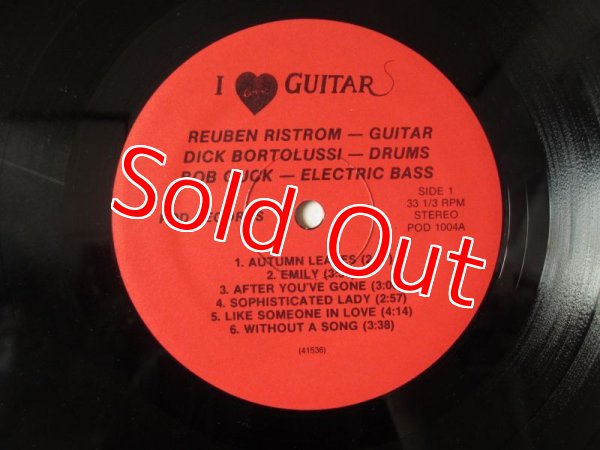 I GUITAR
REUBEN RISTROM — GUITAR
DICK BORTOLUSSI — DRUMS
BOB — ELECTRIC BASS
SIDE 1
33 1/3 RPM
STEREO
POD 1004A
Sold Out
1. AUTUMN LEAVES
2. EMILY
3. AFTER YOU'VE GONE
4. SOPHISTICATED LADY (2:57)
5. LIKE SOMEONE IN LOVE (4:14)
6. WITHOUT A SONG (3:38)
(41536)